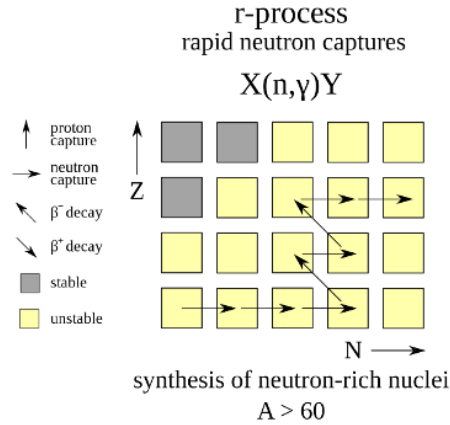 r-process
rapid neutron captures
X(n,γ)Y
proton
capture
neutron
capture
β⁻ decay
β⁺ decay
stable
unstable
Z
N
synthesis of neutron-rich nuclei
A > 60